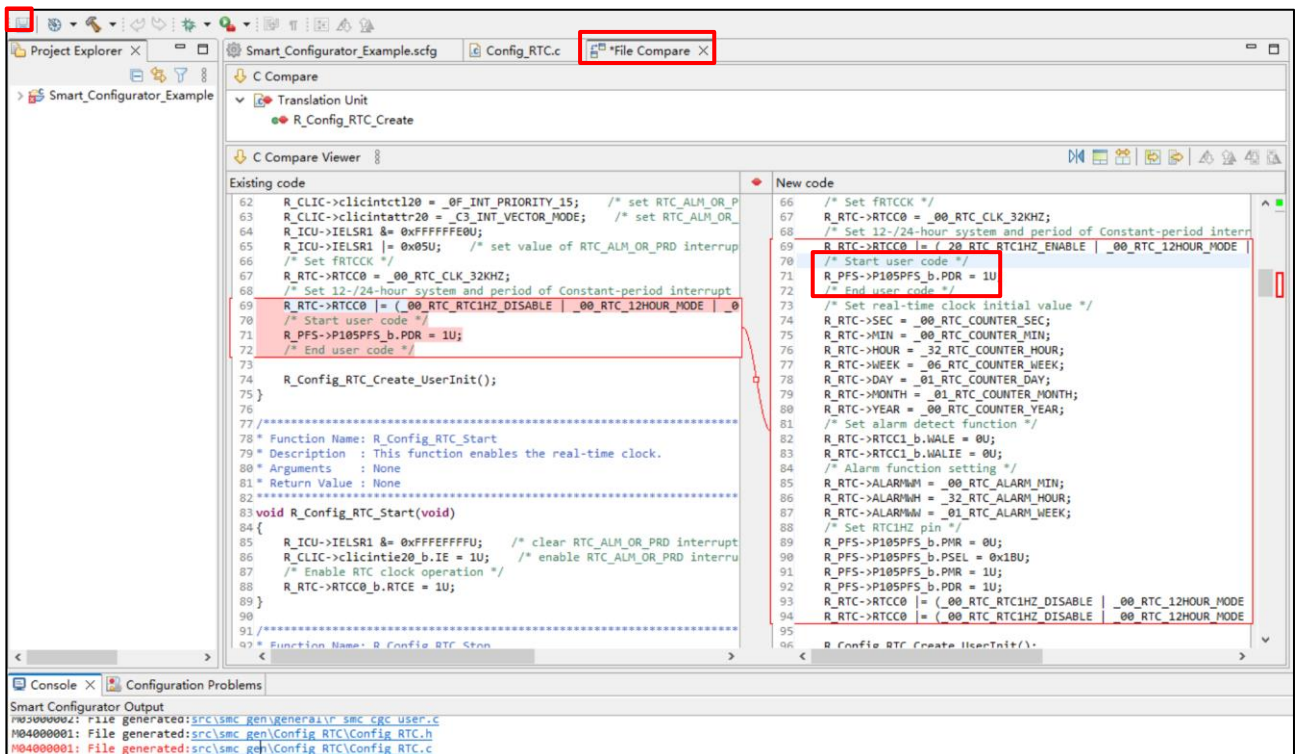 Project Explorer
Smart_Configurator_Example.scfg
Config_RTC.c
*File Compare
Smart_Configurator_Example
C Compare
Translation Unit
R_Config_RTC_Create
C Compare Viewer
Existing code
62 R_CLIC->clicintctl20 = _0F_INT_PRIORITY_15; /* set RTC_ALM_OR_P
63 R_CLIC->clicintattr20 = _C3_INT_VECTOR_MODE; /* set RTC_ALM_OR_
64 R_ICU->IELSR1 &= 0xFFFFFFE0U;
65 R_ICU->IELSR1 |= 0x05U; /* set value of RTC_ALM_OR_PRD interrup
66 /* Set fRTCCK */
67 R_RTC->RTCC0 = _00_RTC_CLK_32KHZ;
68 /* Set 12-/24-hour system and period of Constant-period interrupt
69 R_RTC->RTCC0 |= (_00_RTC_RTC1HZ_DISABLE | _00_RTC_12HOUR_MODE | _0
70 /* Start user code */
71 R_PFS->P105PFS_b.PDR = 1U;
72 /* End user code */
73
74 R_Config_RTC_Create_UserInit();
75 }
76
77 /****************************************************************
78 * Function Name: R_Config_RTC_Start
79 * Description : This function enables the real-time clock.
80 * Arguments : None
81 * Return Value : None
82 *****************************************************************
83 void R_Config_RTC_Start(void)
84 {
85 R_ICU->IELSR1 &= 0xFFFEFFFFU; /* clear RTC_ALM_OR_PRD interrupt
86 R_CLIC->clicintie20_b.IE = 1U; /* enable RTC_ALM_OR_PRD interru
87 /* Enable RTC clock operation */
88 R_RTC->RTCC0_b.RTCE = 1U;
89 }
90
91 /****************************************************************
92 * Function Name: R_Config_RTC_Stop
New code
66 /* Set fRTCCK */
67 R_RTC->RTCC0 = _00_RTC_CLK_32KHZ;
68 /* Set 12-/24-hour system and period of Constant-period interr
69 R_RTC->RTCC0 |= (_20_RTC_RTC1HZ_ENABLE | _00_RTC_12HOUR_MODE |
70 /* Start user code */
71 R_PFS->P105PFS_b.PDR = 1U
72 /* End user code */
73 /* Set real-time clock initial value */
74 R_RTC->SEC = _00_RTC_COUNTER_SEC;
75 R_RTC->MIN = _00_RTC_COUNTER_MIN;
76 R_RTC->HOUR = _32_RTC_COUNTER_HOUR;
77 R_RTC->WEEK = _06_RTC_COUNTER_WEEK;
78 R_RTC->DAY = _01_RTC_COUNTER_DAY;
79 R_RTC->MONTH = _01_RTC_COUNTER_MONTH;
80 R_RTC->YEAR = _00_RTC_COUNTER_YEAR;
81 /* Set alarm detect function */
82 R_RTC->RTCC1_b.WALE = 0U;
83 R_RTC->RTCC1_b.WALIE = 0U;
84 /* Alarm function setting */
85 R_RTC->ALARMWM = _00_RTC_ALARM_MIN;
86 R_RTC->ALARMWH = _32_RTC_ALARM_HOUR;
87 R_RTC->ALARMWW = _01_RTC_ALARM_WEEK;
88 /* Set RTC1HZ pin */
89 R_PFS->P105PFS_b.PMR = 0U;
90 R_PFS->P105PFS_b.PSEL = 0x1BU;
91 R_PFS->P105PFS_b.PMR = 1U;
92 R_PFS->P105PFS_b.PDR = 1U;
93 R_RTC->RTCC0 |= (_00_RTC_RTC1HZ_DISABLE | _00_RTC_12HOUR_MODE
94 R_RTC->RTCC0 |= (_00_RTC_RTC1HZ_DISABLE | _00_RTC_12HOUR_MODE
95
96 R_Config_RTC_Create_UserInit();
Console
Configuration Problems
Smart Configurator Output
M03000002: File generated:src\smc_gen\general\r_smc_cgc_user.c
M04000001: File generated:src\smc_gen\Config_RTC\Config_RTC.h
M04000001: File generated:src\smc_gen\Config_RTC\Config_RTC.c